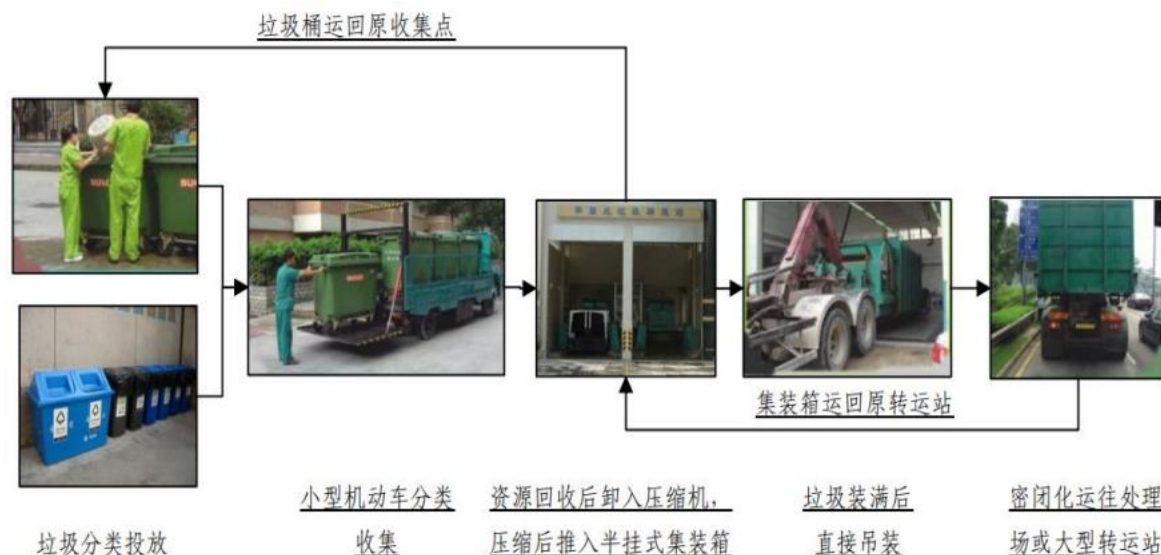 垃圾桶运回原收集点
集装箱运回原转运站
小型机动车分类
收集
资源回收后卸入压缩机，
压缩后推入半挂式集装箱
垃圾装满后
直接吊装
密闭化运往处理
场或大型转运站
垃圾分类投放